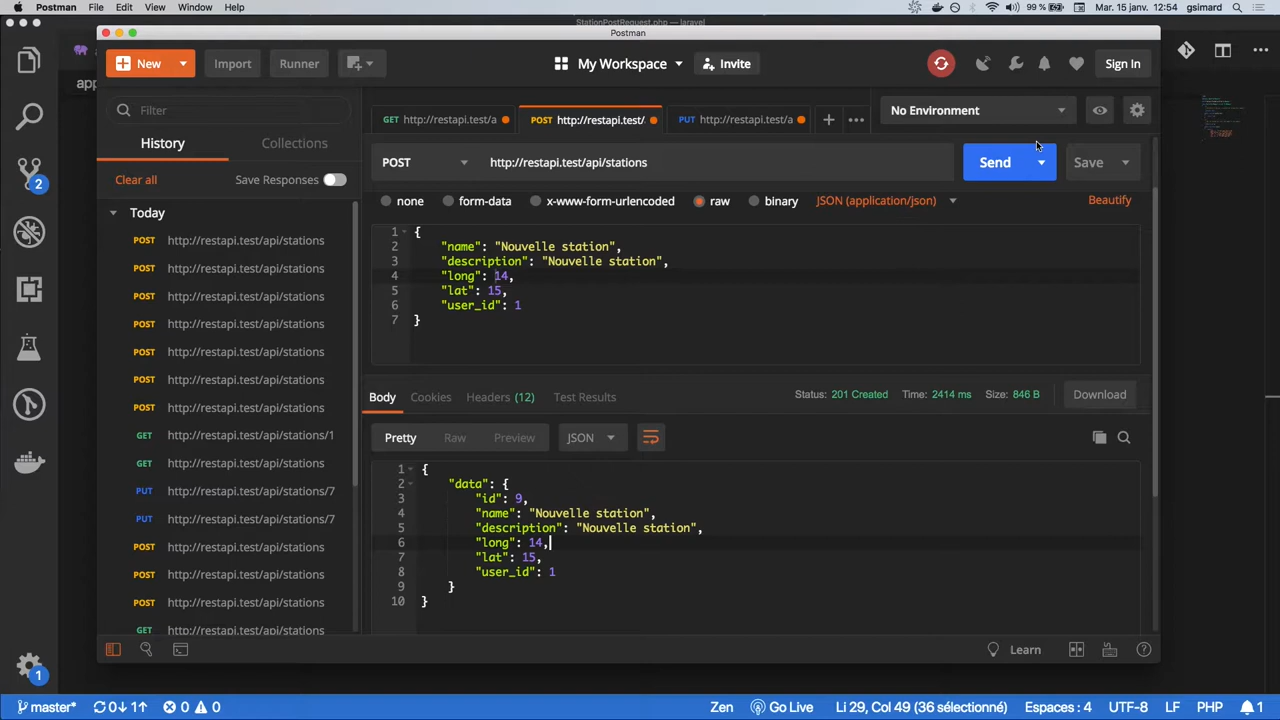 Postman File Edit View Window Help 99 % Mar. 15 janv. 12:54 gsimard
StationPostRequest.php — laravel
Postman
New Import Runner My Workspace Invite Sign In
app
Filter
History Collections
Clear all Save Responses
Today
POST http://restapi.test/api/stations
POST http://restapi.test/api/stations
POST http://restapi.test/api/stations
POST http://restapi.test/api/stations
POST http://restapi.test/api/stations
POST http://restapi.test/api/stations
POST http://restapi.test/api/stations
GET http://restapi.test/api/stations/1
GET http://restapi.test/api/stations
PUT http://restapi.test/api/stations/7
PUT http://restapi.test/api/stations/7
POST http://restapi.test/api/stations
POST http://restapi.test/api/stations
POST http://restapi.test/api/stations
GET http://restapi.test/api/stations
GET http://restapi.test/a POST http://restapi.test/ PUT http://restapi.test/a No Environment
POST http://restapi.test/api/stations Send Save
none form-data x-www-form-urlencoded raw binary JSON (application/json) Beautify
1 {
2 "name": "Nouvelle station",
3 "description": "Nouvelle station",
4 "long": 14,
5 "lat": 15,
6 "user_id": 1
7 }
Body Cookies Headers (12) Test Results Status: 201 Created Time: 2414 ms Size: 846 B Download
Pretty Raw Preview JSON
1 {
2 "data": {
3 "id": 9,
4 "name": "Nouvelle station",
5 "description": "Nouvelle station",
6 "long": 14,
7 "lat": 15,
8 "user_id": 1
9 }
10 }
Learn
2
1
master* 0↓ 1↑ 0 0 Zen Go Live Li 29, Col 49 (36 sélectionné) Espaces : 4 UTF-8 LF PHP 1